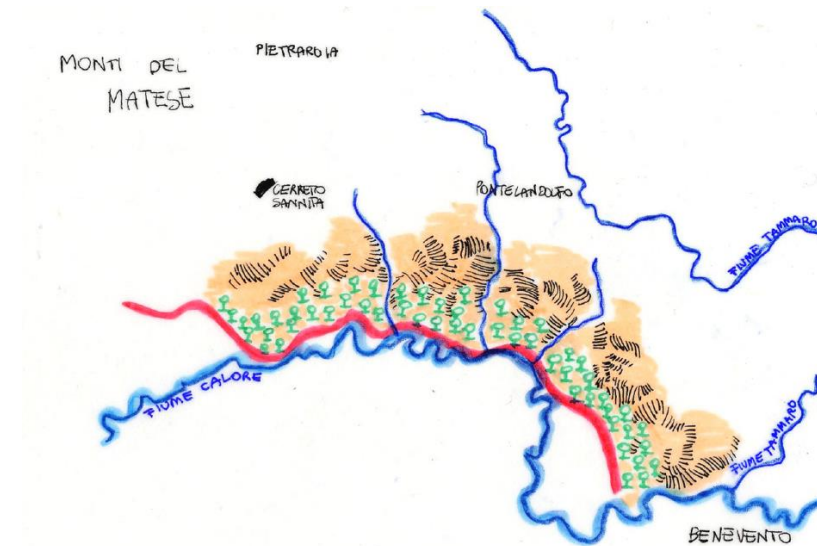 MONTI DEL
MATESE
PIETRAROIA
CERRETO
SANNITA
PONTELANDOLFO
FIUME TAMMARO
FIUME CALORE
FIUME TAMMARO
BENEVENTO